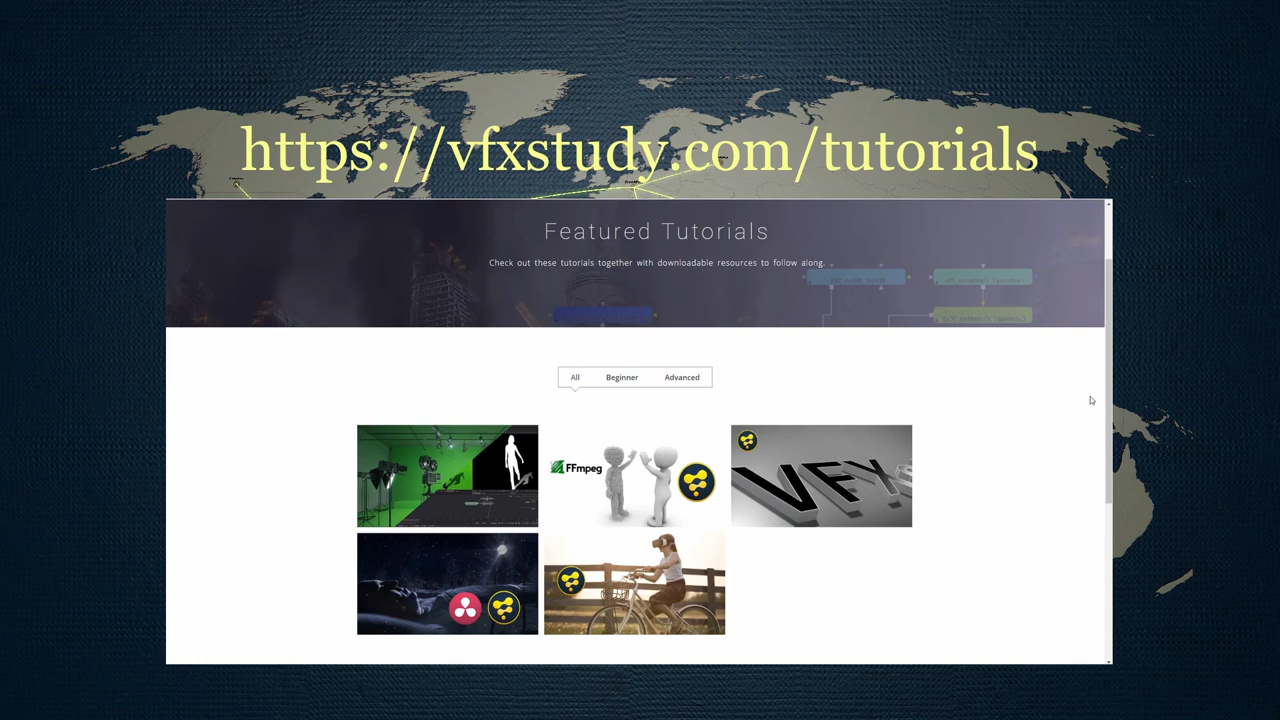 https://vfxstudy.com/tutorials
Featured Tutorials
Check out these tutorials together with downloadable resources to follow along.
All Beginner Advanced
FFmpeg
VFX